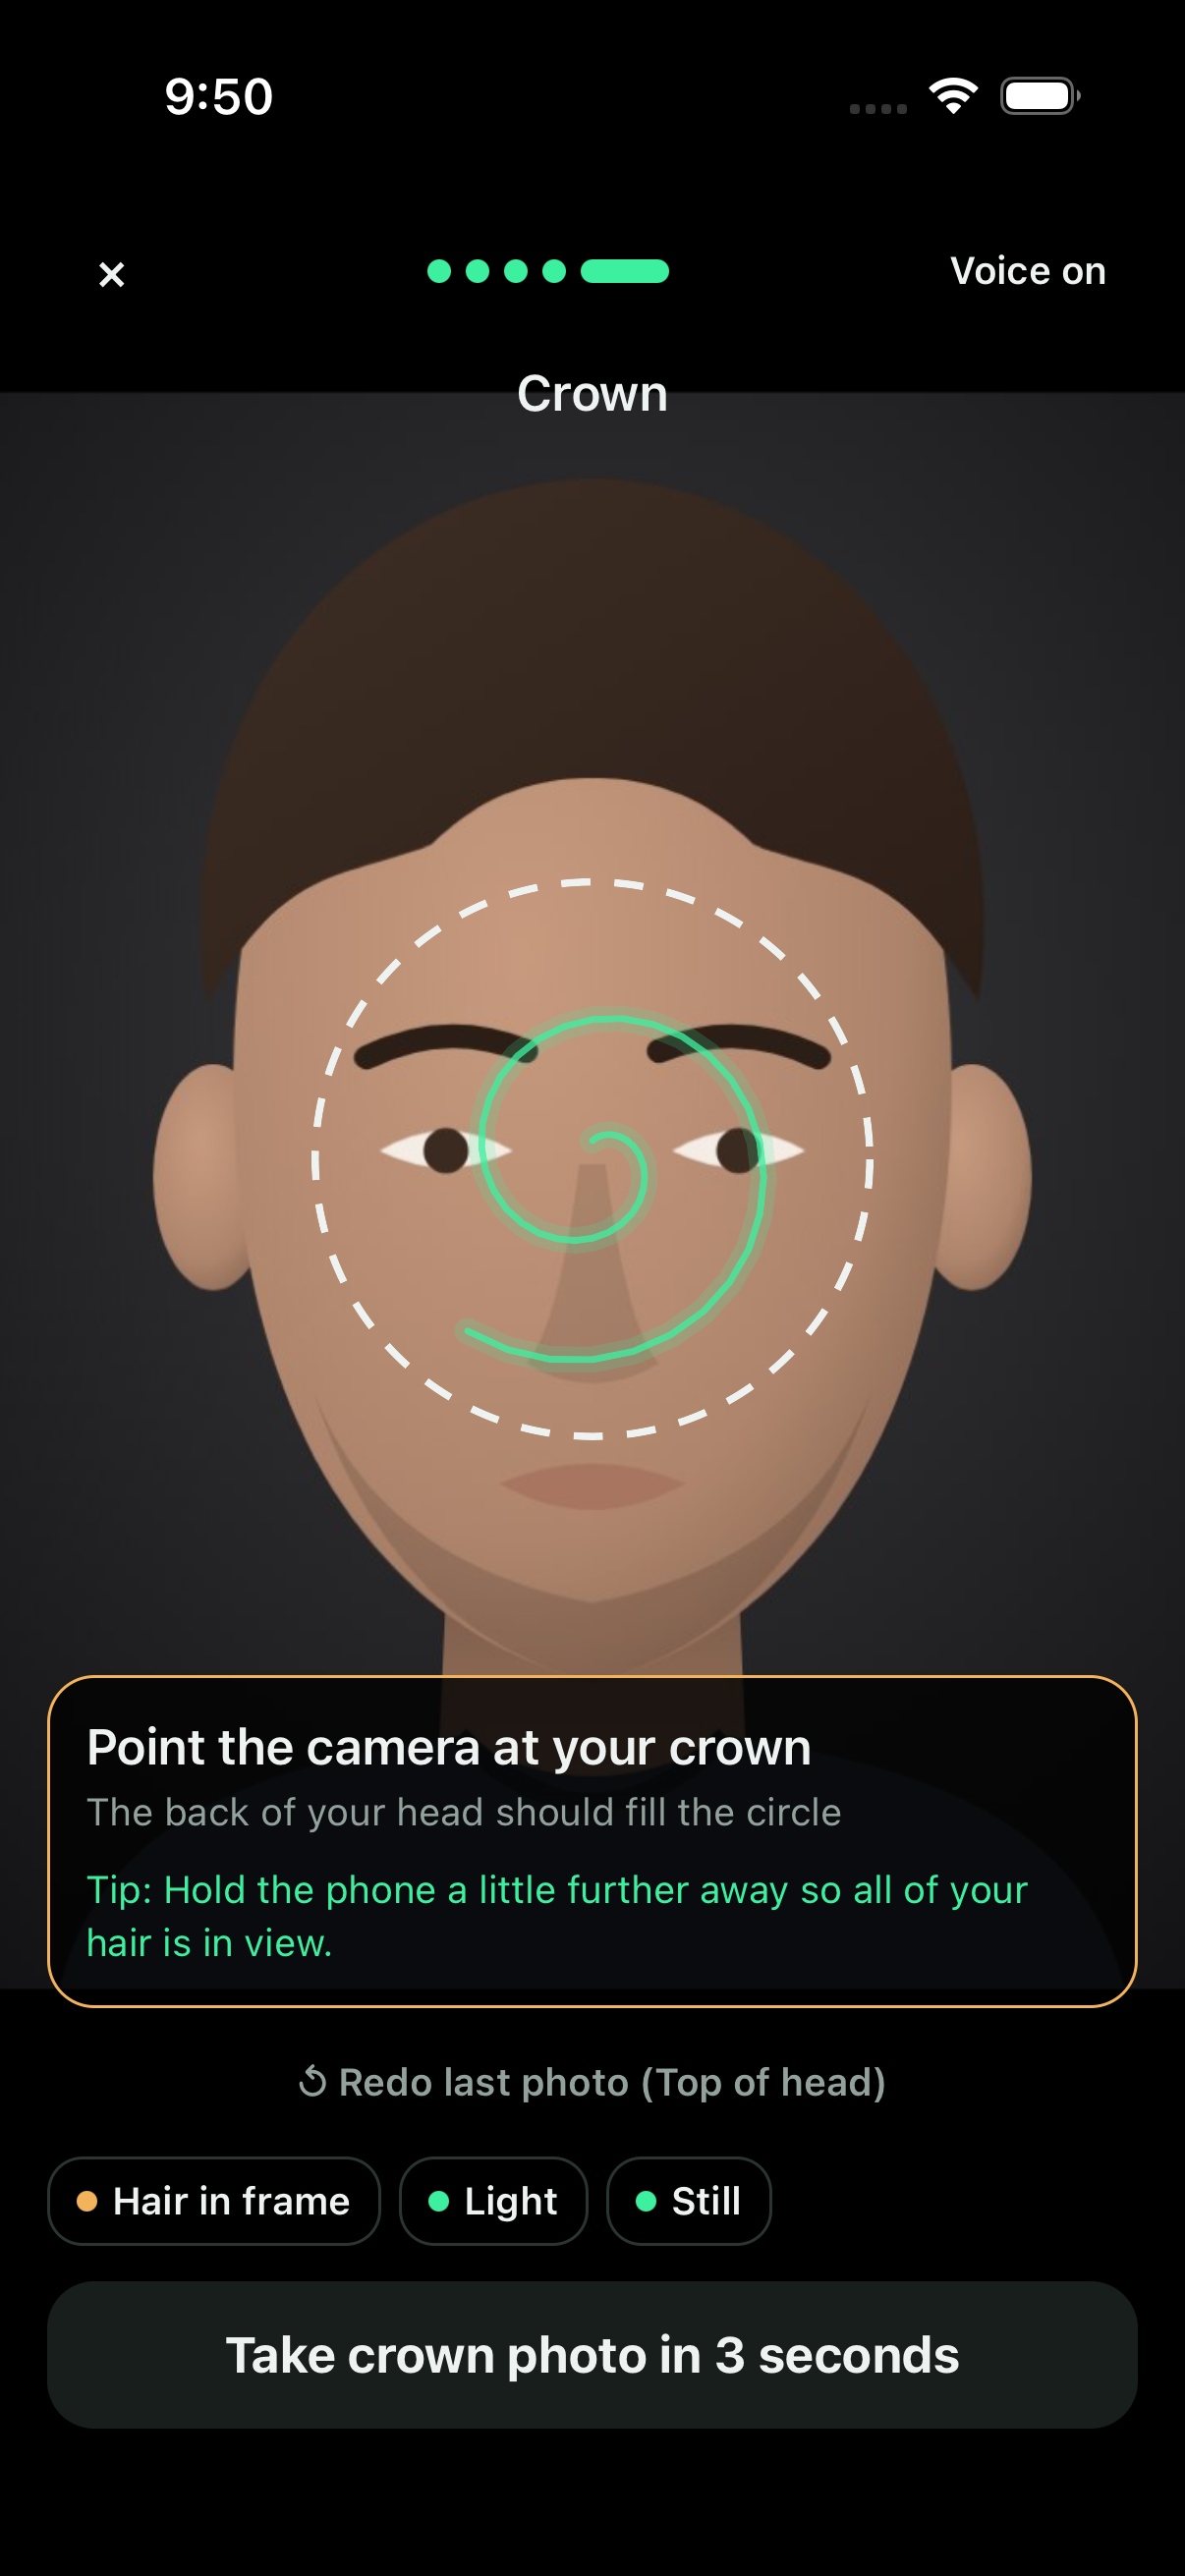 9:50
× Voice on
Crown
Point the camera at your crown
The back of your head should fill the circle
Tip: Hold the phone a little further away so all of your
hair is in view.
Redo last photo (Top of head)
Hair in frame Light Still
Take crown photo in 3 seconds